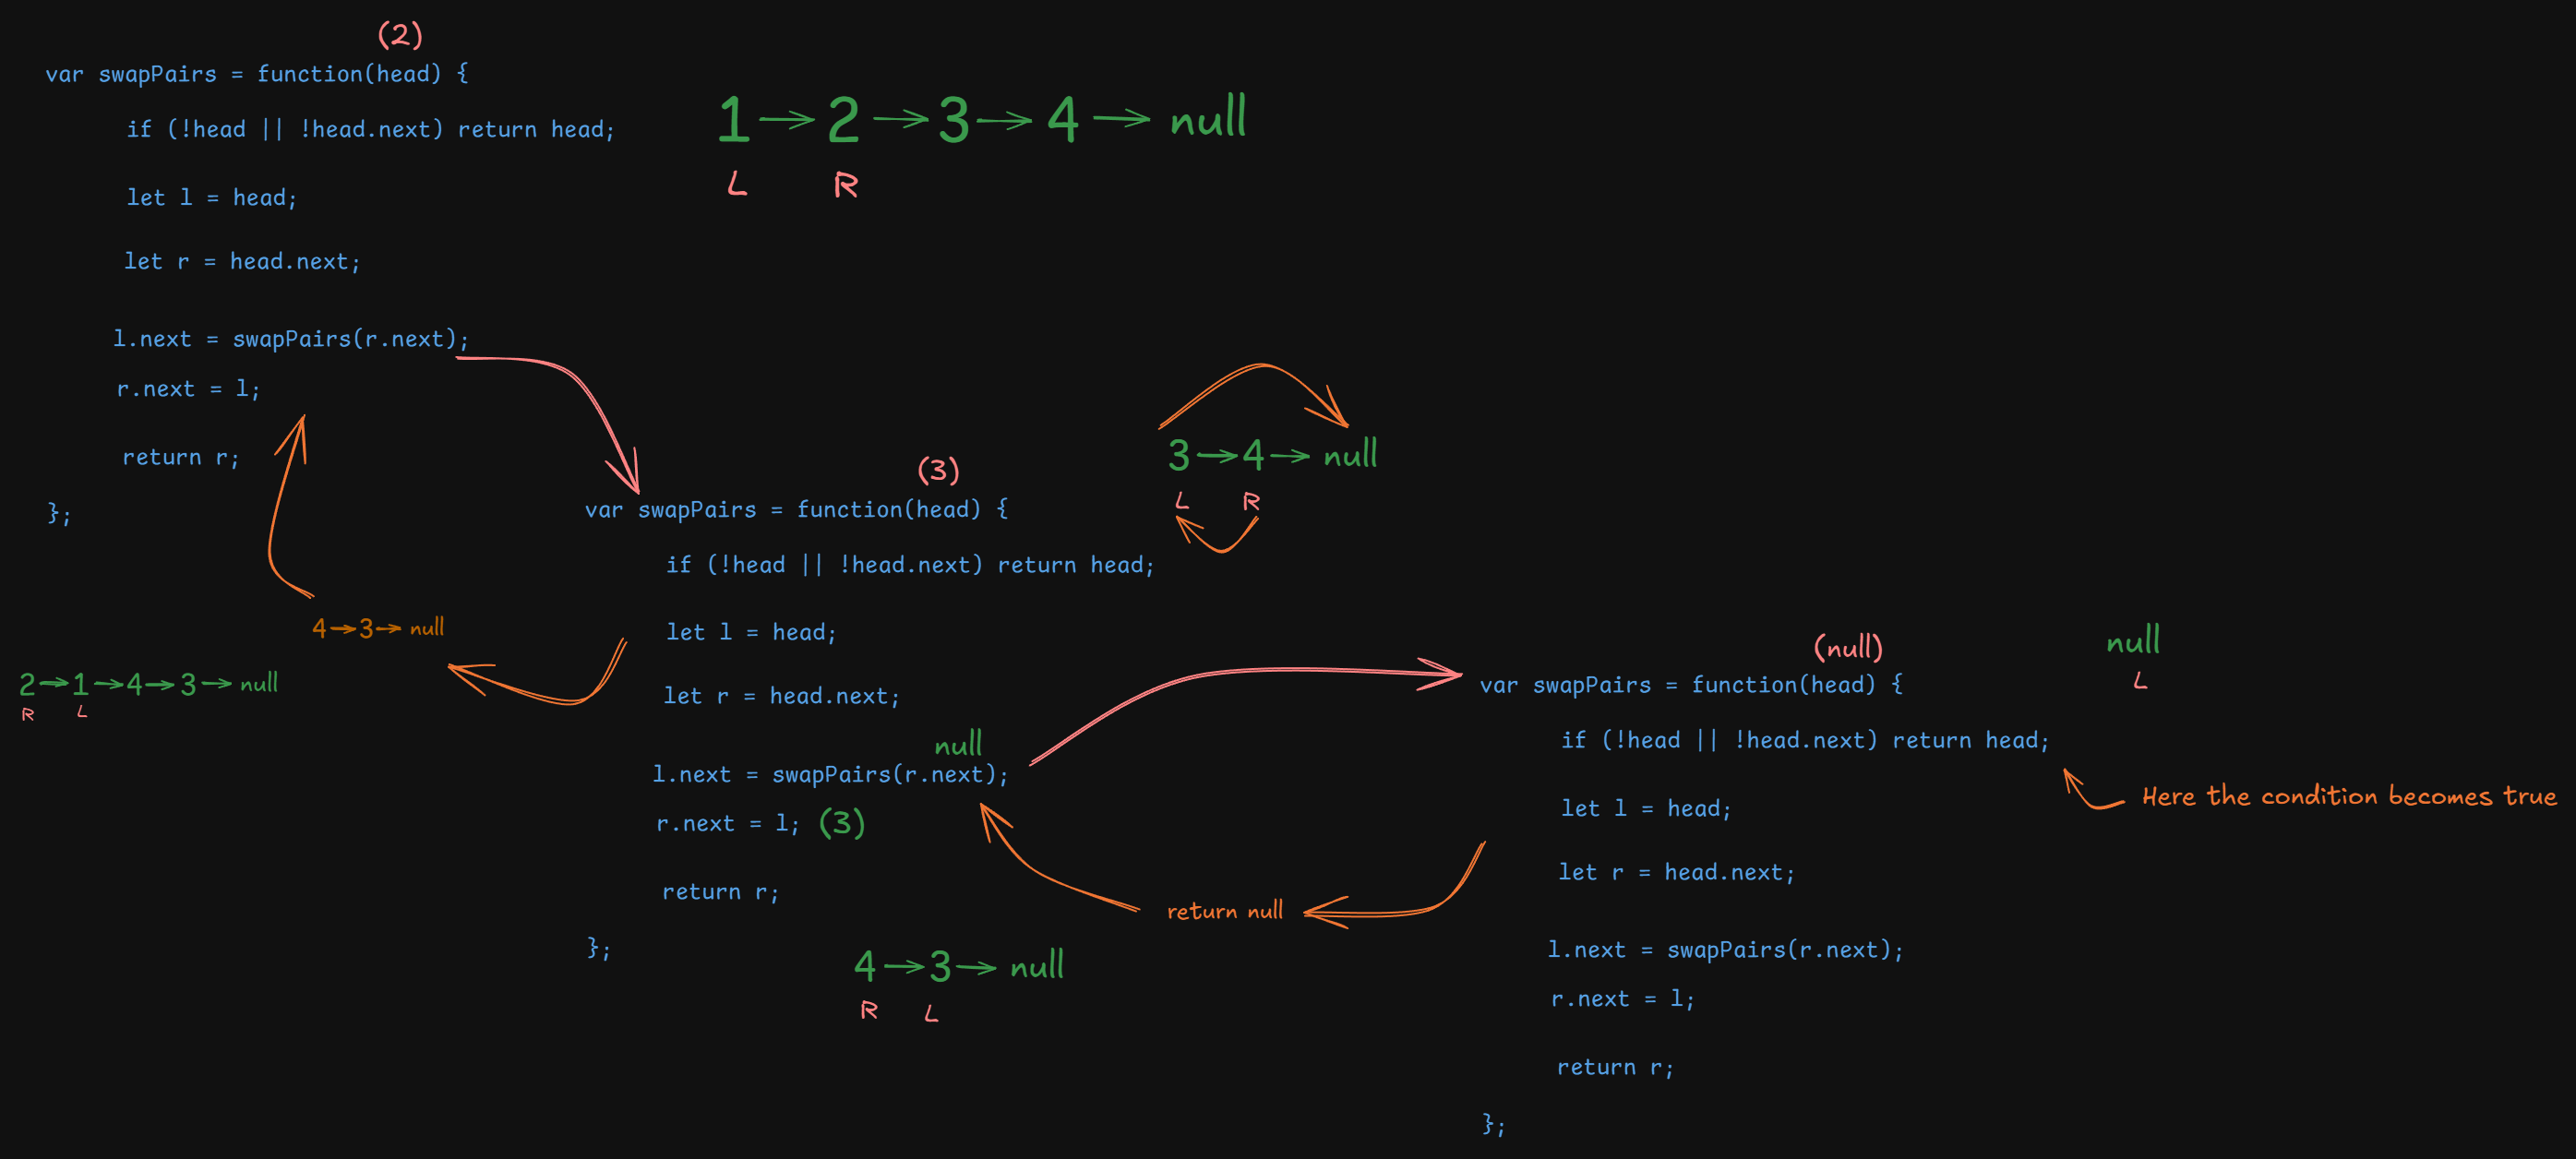 (2)
var swapPairs = function(head) {
if (!head || !head.next) return head;
let l = head;
let r = head.next;
l.next = swapPairs(r.next);
r.next = l;
return r;
};
1 → 2 → 3 → 4 → null
L R
4 → 3 → null
2 → 1 → 4 → 3 → null
R L
(3)
var swapPairs = function(head) {
if (!head || !head.next) return head;
let l = head;
let r = head.next;
null
l.next = swapPairs(r.next);
r.next = l; (3)
return r;
};
3 → 4 → null
L R
4 → 3 → null
R L
return null
(null)
var swapPairs = function(head) {
if (!head || !head.next) return head;
let l = head;
let r = head.next;
l.next = swapPairs(r.next);
r.next = l;
return r;
};
null
L
Here the condition becomes true